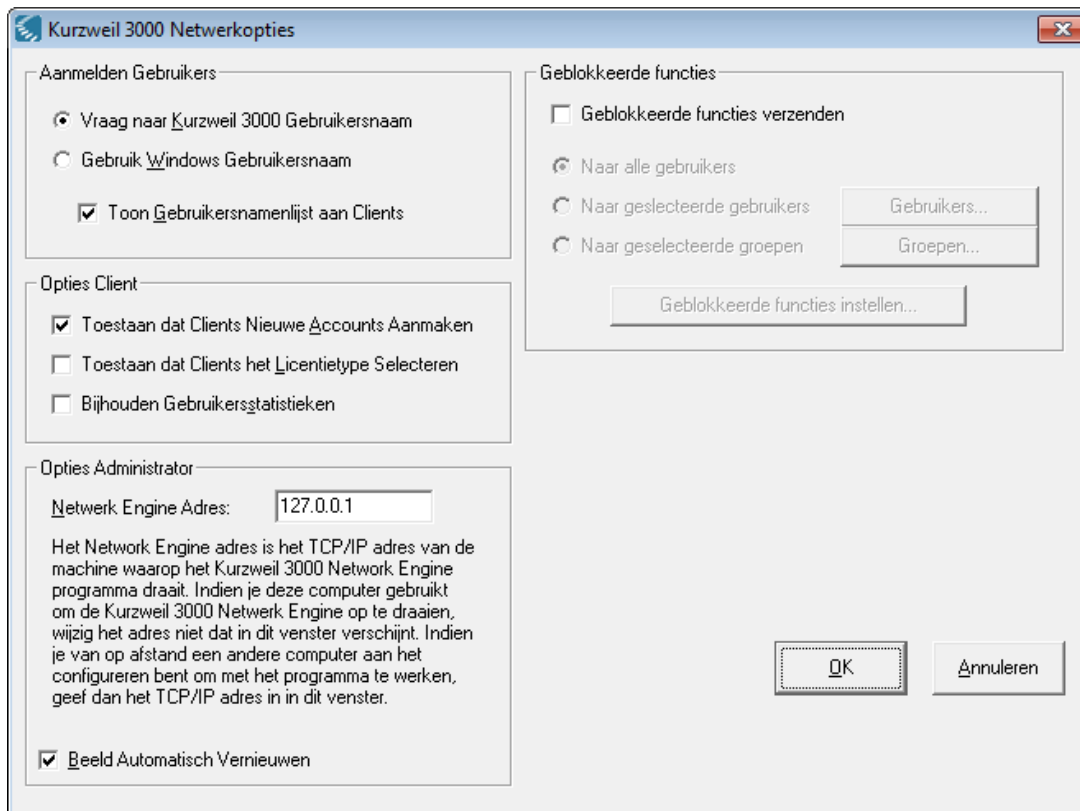 Kurzweil 3000 Netwerkopties
Aanmelden Gebruikers
Vraag naar Kurzweil 3000 Gebruikersnaam
Gebruik Windows Gebruikersnaam
Toon Gebruikersnamenlijst aan Clients
Opties Client
Toestaan dat Clients Nieuwe Accounts Aanmaken
Toestaan dat Clients het Licentietype Selecteren
Bijhouden Gebruikersstatistieken
Opties Administrator
Netwerk Engine Adres:
127.0.0.1
Het Network Engine adres is het TCP/IP adres van de
machine waarop het Kurzweil 3000 Network Engine
programma draait. Indien je deze computer gebruikt
om de Kurzweil 3000 Netwerk Engine op te draaien,
wijzig het adres niet dat in dit venster verschijnt. Indien
je van op afstand een andere computer aan het
configureren bent om met het programma te werken,
geef dan het TCP/IP adres in in dit venster.
Beeld Automatisch Vernieuwen
Geblokkeerde functies
Geblokkeerde functies verzenden
Naar alle gebruikers
Naar geslecteerde gebruikers
Gebruikers...
Naar geselecteerde groepen
Groepen...
Geblokkeerde functies instellen...
OK
Annuleren